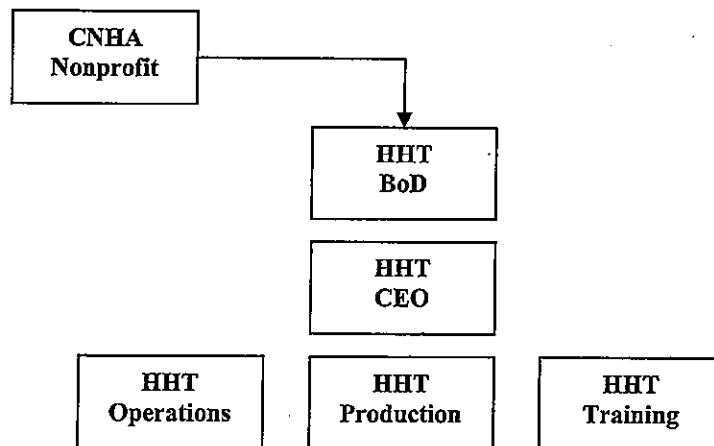 CNHA
Nonprofit
HHT
BoD
HHT
CEO
HHT
Operations
HHT
Production
HHT
Training